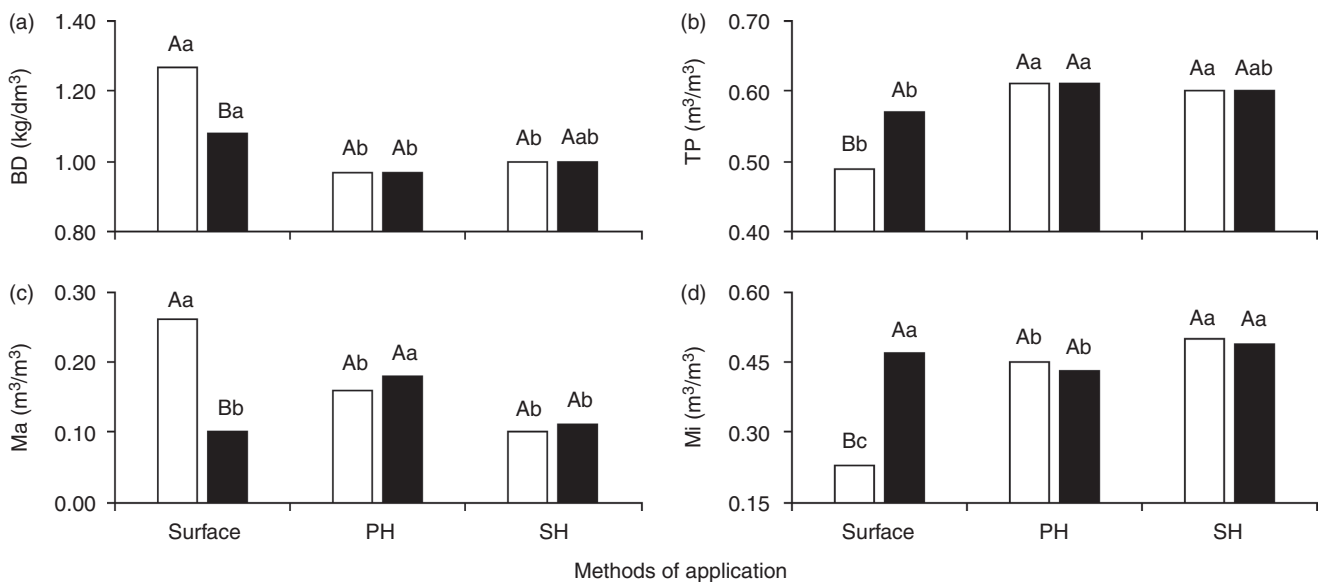 (a)
BD (kg/dm³)
1.40
1.20
1.00
0.80
Aa
Ba
Ab
Ab
Ab
Aab
(b)
TP (m³/m³)
0.70
0.60
0.50
0.40
Bb
Ab
Aa
Aa
Aa
Aab
(c)
Ma (m³/m³)
0.30
0.20
0.10
0.00
Aa
Bb
Ab
Aa
Ab
Ab
Surface PH SH
(d)
Mi (m³/m³)
0.60
0.45
0.30
0.15
Bc
Aa
Ab
Ab
Aa
Aa
Surface PH SH
Methods of application